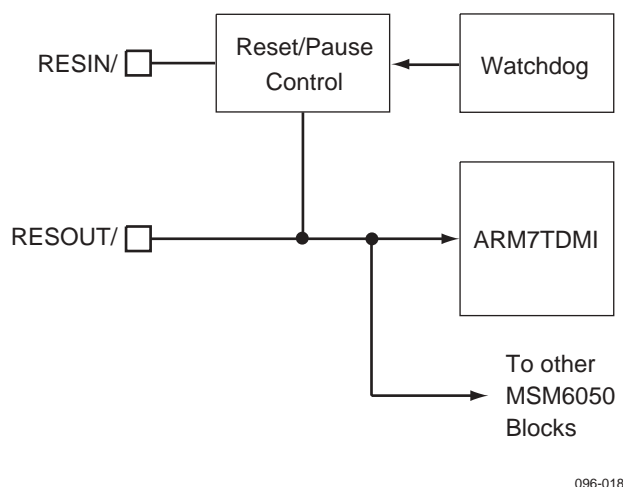 RESIN/
Reset/Pause
Control
Watchdog
RESOUT/
ARM7TDMI
To other
MSM6050
Blocks
096-018